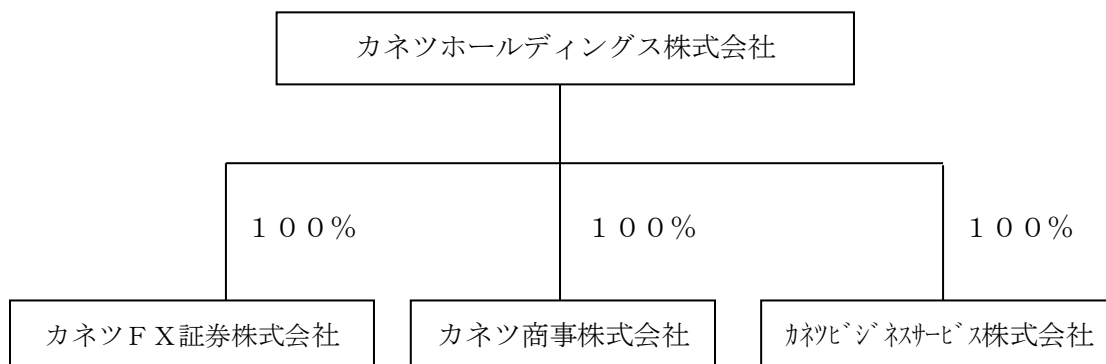 カネツホールディングス株式会社
１００％
１００％
１００％
カネツＦＸ証券株式会社
カネツ商事株式会社
ｶﾈﾂﾋﾞｼﾞﾈｽｻｰﾋﾞｽ株式会社